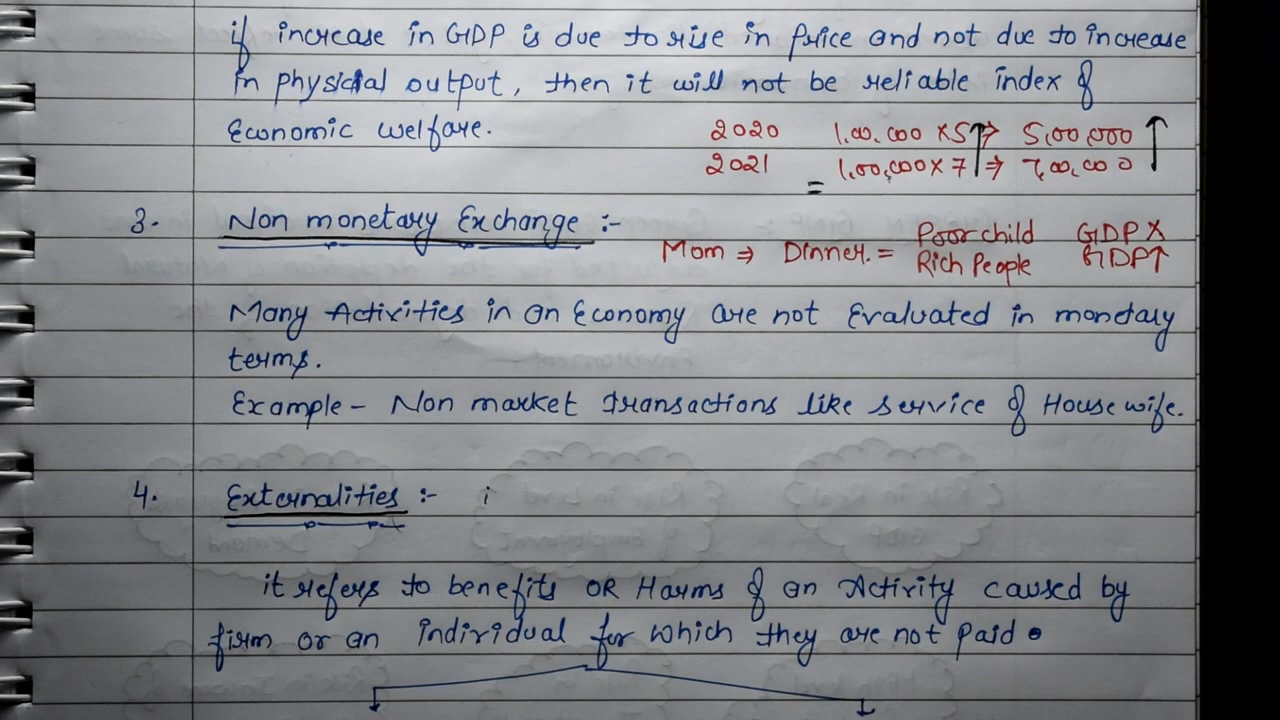 if increase in GDP is due to rise in price and not due to increase
in physical output, then it will not be reliable index of
Economic welfare.
2020 1,00,000 x5 ⇒ 5,00,000 ↑
2021 1,00,000 x 7 ↑ ⇒ 7,00,000
=
3. Non monetary Exchange :-
Mom ⇒ Dinner. = Poor child GDP X
Rich People GDP↑
Many Activities in an Economy are not Evaluated in monetary
terms.
Example - Non market transactions like service of House wife.
4. Externalities :- i
it refers to benefits OR Harms of an Activity caused by
firm or an individual for which they are not paid.